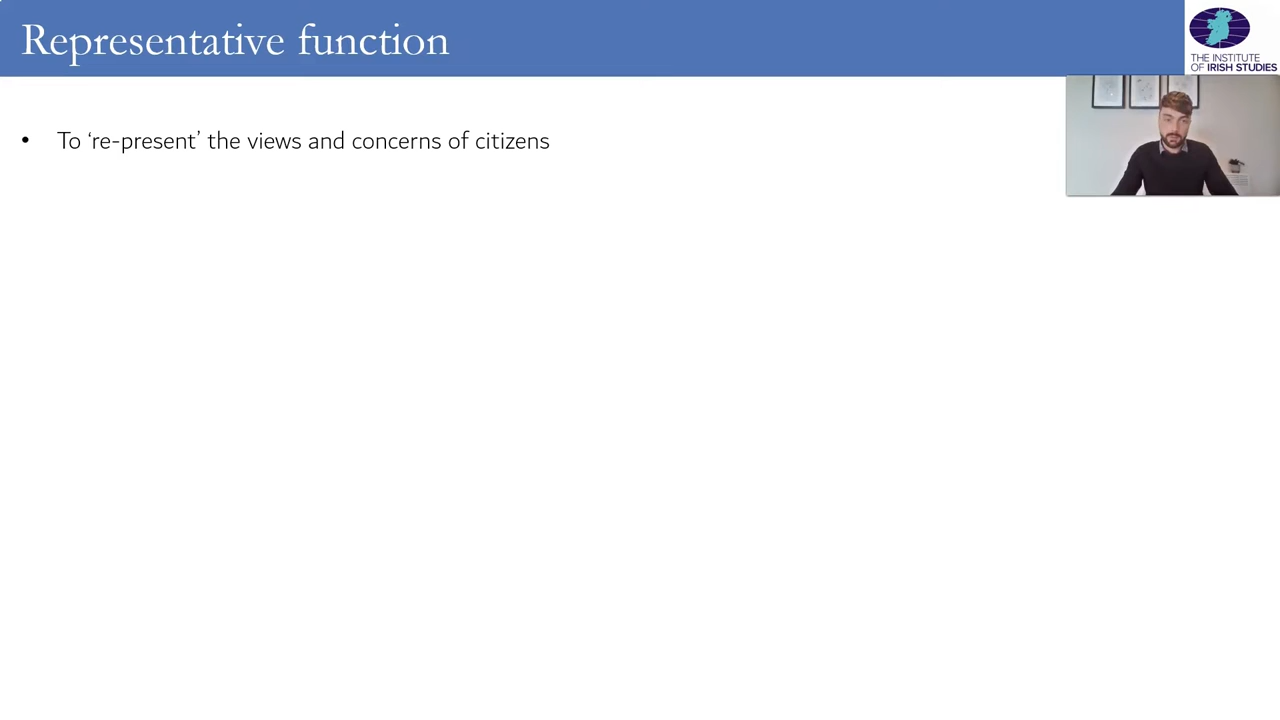 Representative function
THE INSTITUTE
OF IRISH STUDIES
• To ‘re-present’ the views and concerns of citizens